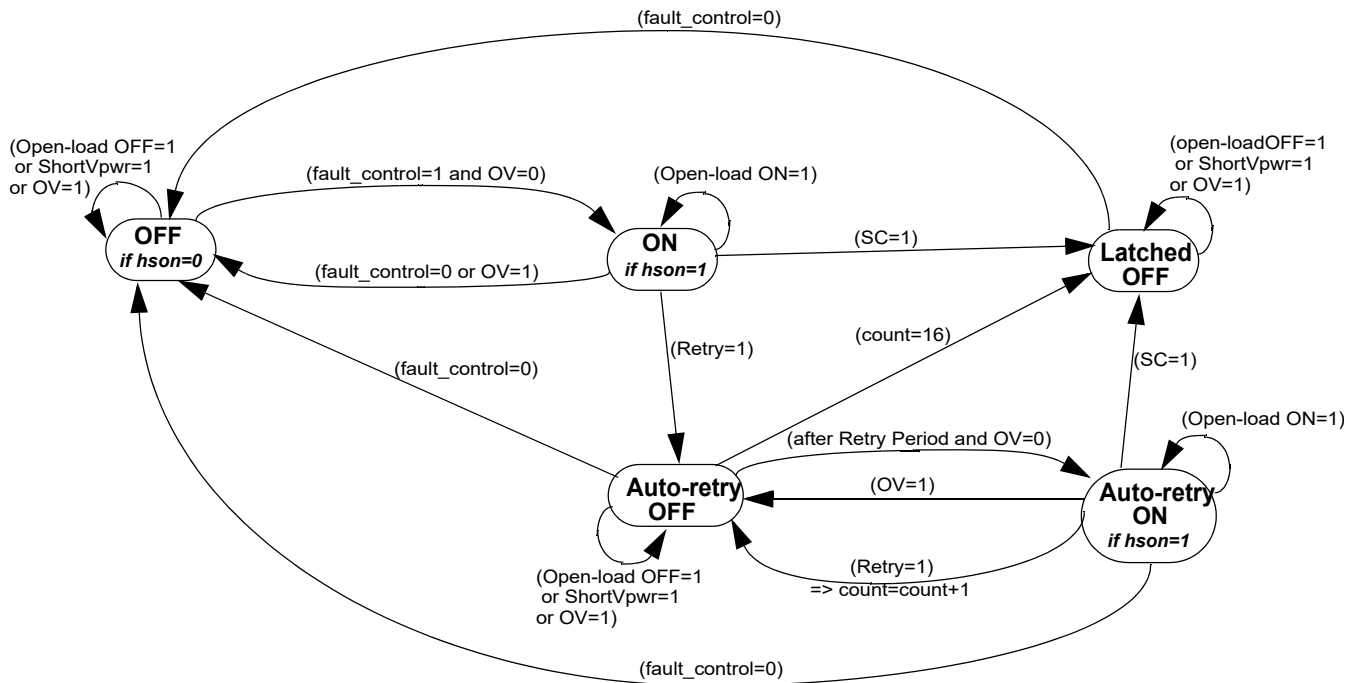 (fault_control=0)
(Open-load OFF=1
or ShortVpwr=1
or OV=1)
(fault_control=1 and OV=0)
(Open-load ON=1)
(open-loadOFF=1
or ShortVpwr=1
or OV=1)
OFF
if hson=0
ON
if hson=1
(SC=1)
Latched
OFF
(fault_control=0 or OV=1)
(count=16)
(Retry=1)
(fault_control=0)
(SC=1)
(Open-load ON=1)
(after Retry Period and OV=0)
Auto-retry
OFF
(OV=1)
Auto-retry
ON
if hson=1
(Retry=1)
=> count=count+1
(Open-load OFF=1
or ShortVpwr=1
or OV=1)
(fault_control=0)